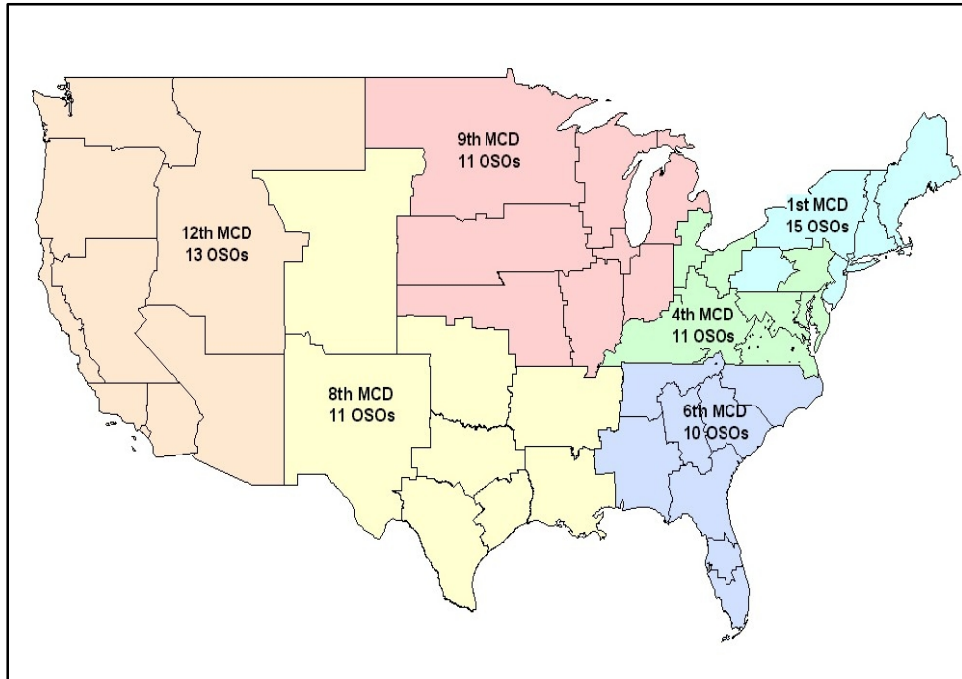 9th MCD
11 OSOs
1st MCD
15 OSOs
12th MCD
13 OSOs
4th MCD
11 OSOs
8th MCD
11 OSOs
6th MCD
10 OSOs